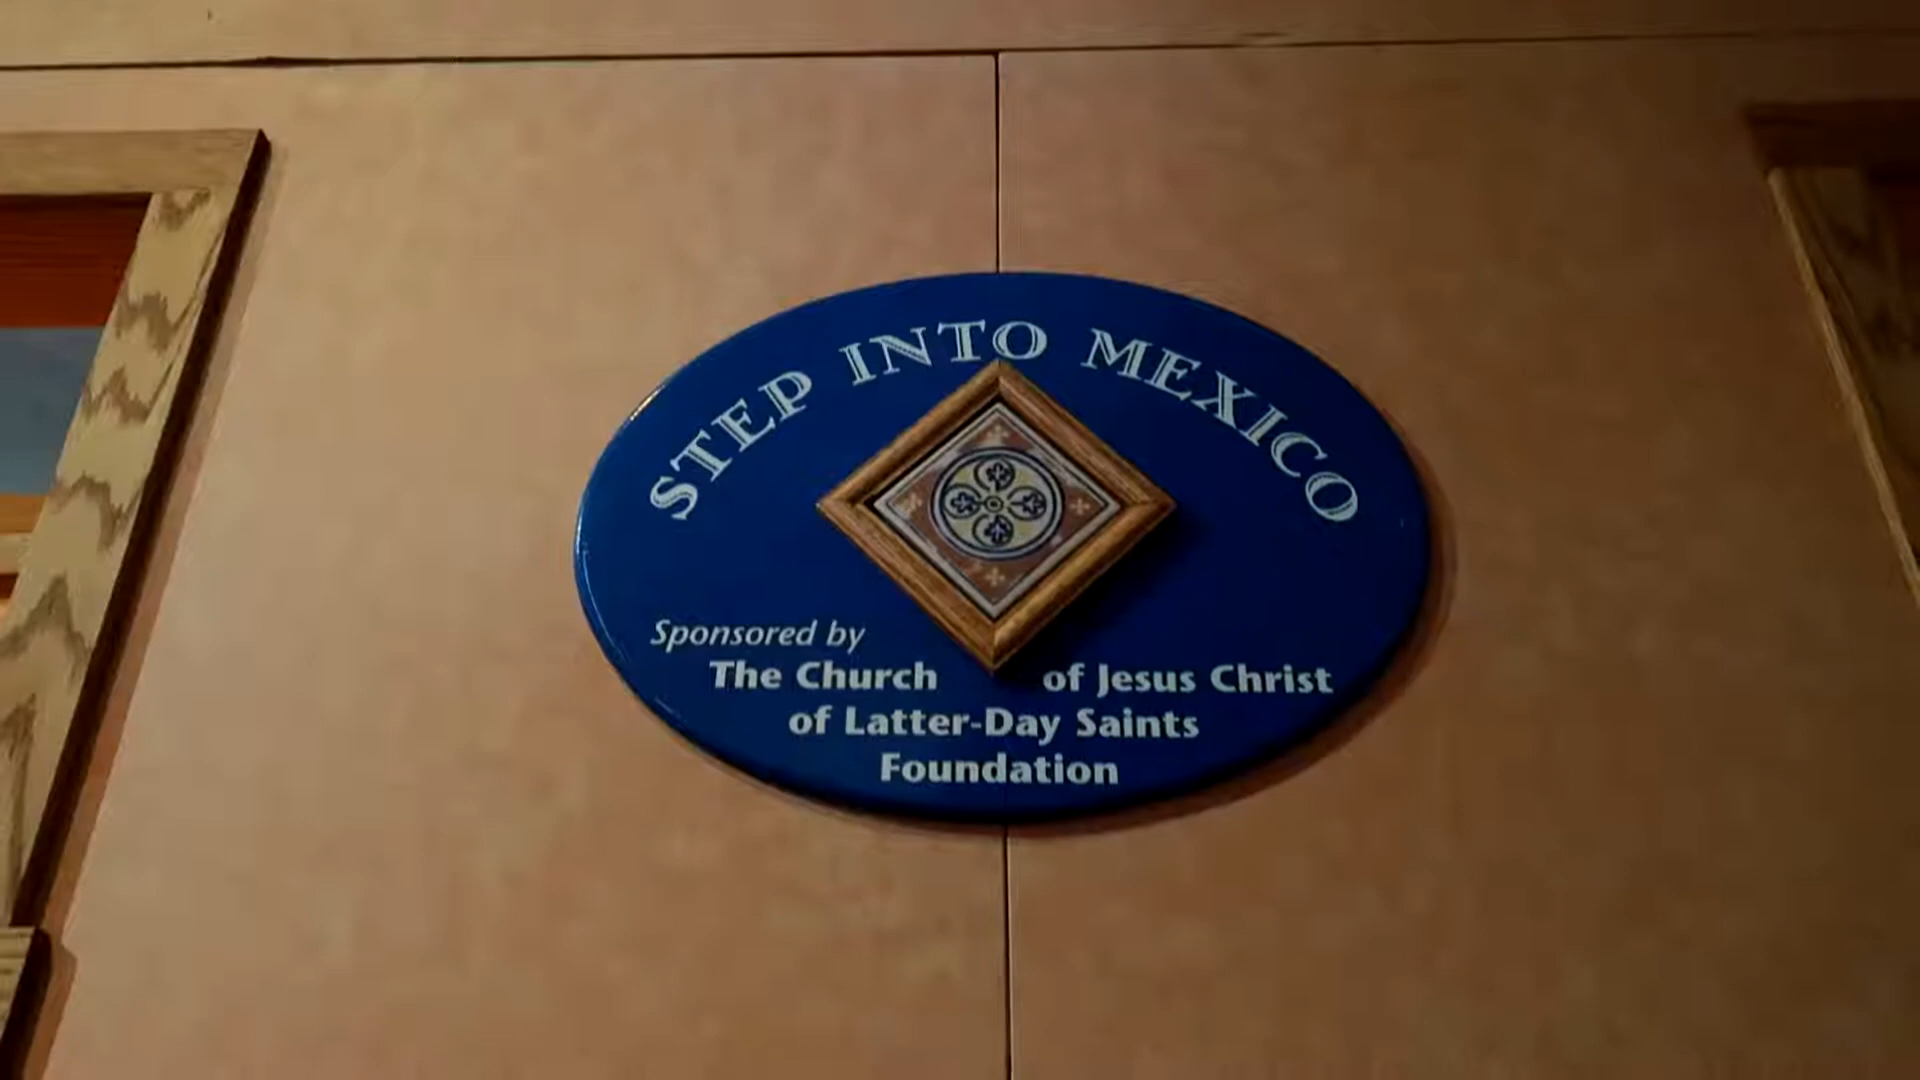 STEP INTO MEXICO
Sponsored by
The Church of Jesus Christ
of Latter-Day Saints
Foundation